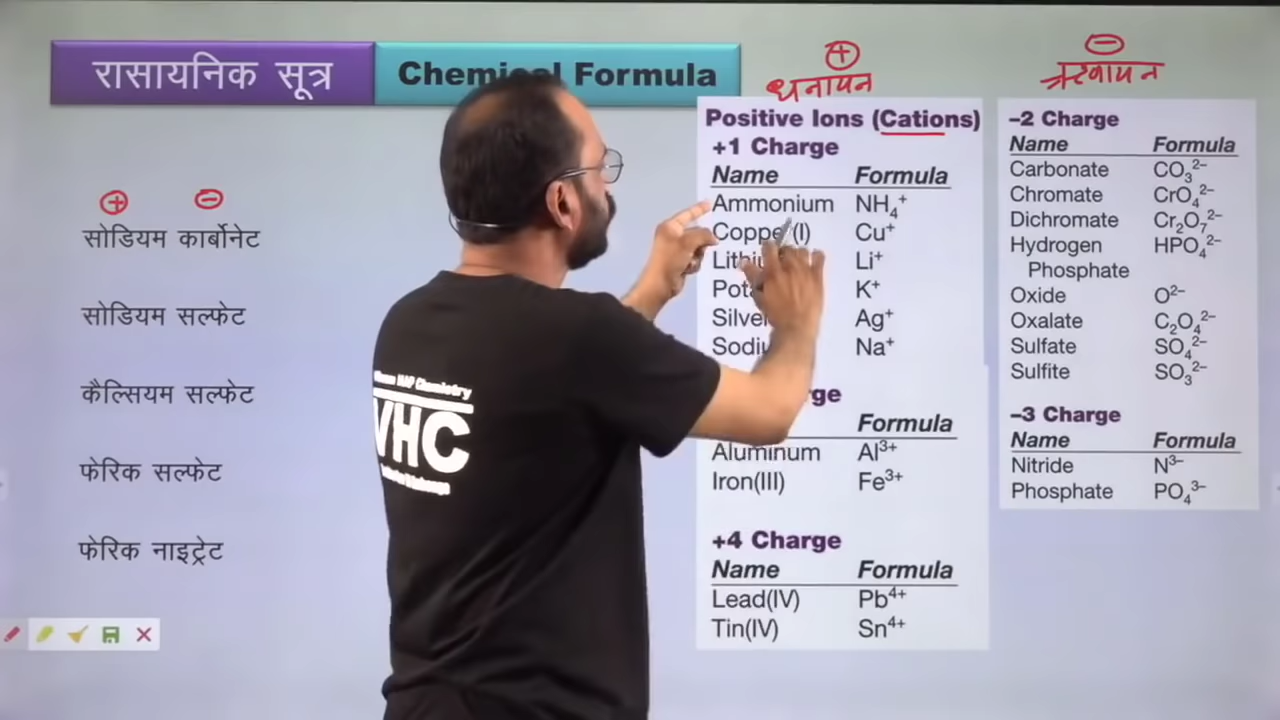 रासायनिक सूत्र
Chemical Formula
⊕
धनायन
⊖
ऋणायन
⊕ ⊖
सोडियम कार्बोनेट
सोडियम सल्फेट
कैल्सियम सल्फेट
फेरिक सल्फेट
फेरिक नाइट्रेट
VHC
Positive Ions (Cations)
+1 Charge
Name Formula
Ammonium NH₄⁺
Copper(I) Cu⁺
Li⁺
K⁺
Ag⁺
Na⁺
Formula
Aluminum Al³⁺
Iron(III) Fe³⁺
+4 Charge
Name Formula
Lead(IV) Pb⁴⁺
Tin(IV) Sn⁴⁺
–2 Charge
Name Formula
Carbonate CO₃²⁻
Chromate CrO₄²⁻
Dichromate Cr₂O₇²⁻
Hydrogen HPO₄²⁻
Phosphate
Oxide O²⁻
Oxalate C₂O₄²⁻
Sulfate SO₄²⁻
Sulfite SO₃²⁻
–3 Charge
Name Formula
Nitride N³⁻
Phosphate PO₄³⁻